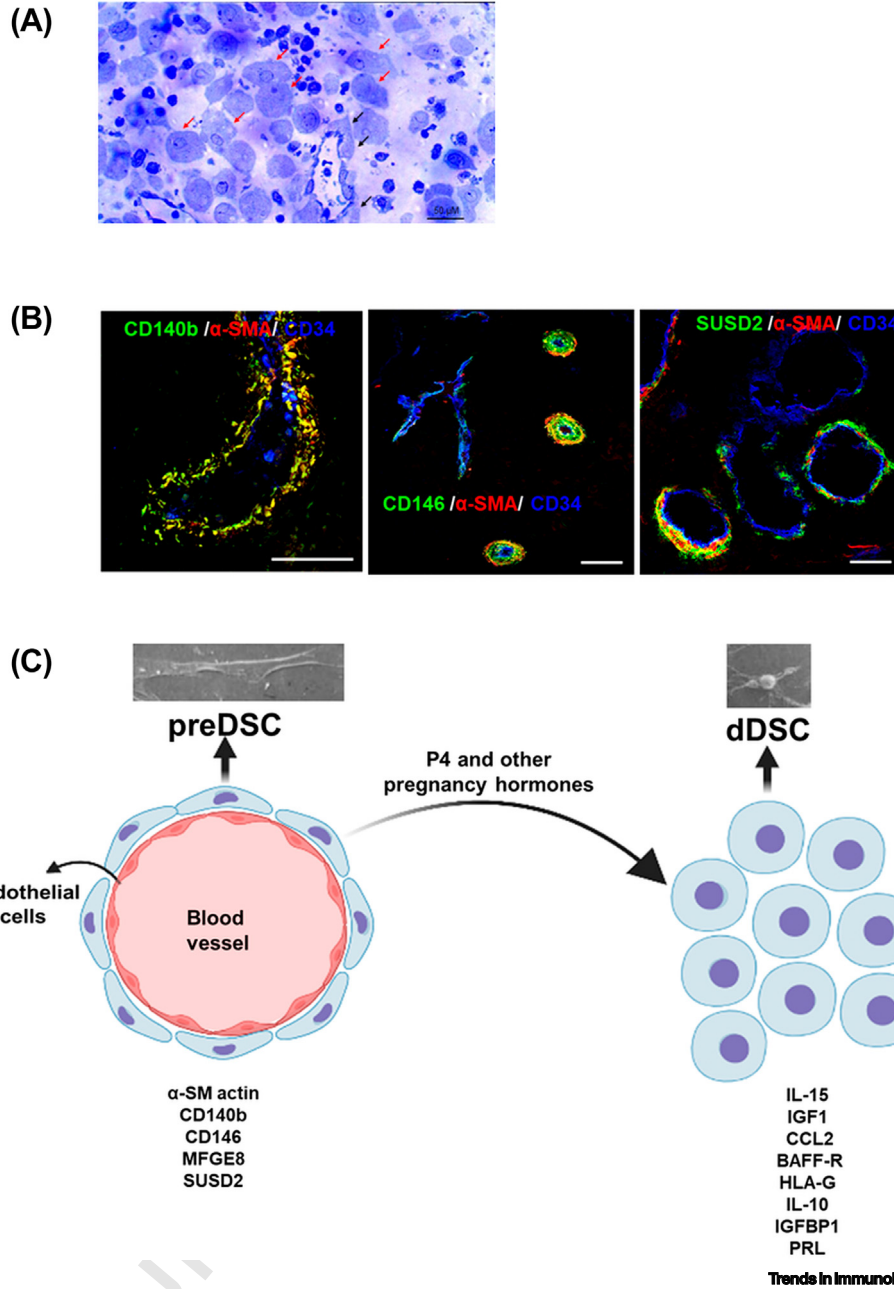 (A)
50 µM
(B)
CD140b /α-SMA/ CD34
CD146 /α-SMA/ CD34
SUSD2 /α-SMA/ CD34
(C)
preDSC
dDSC
P4 and other
pregnancy hormones
dothelial
cells
Blood
vessel
α-SM actin
CD140b
CD146
MFGE8
SUSD2
IL-15
IGF1
CCL2
BAFF-R
HLA-G
IL-10
IGFBP1
PRL
Trends in Immunol